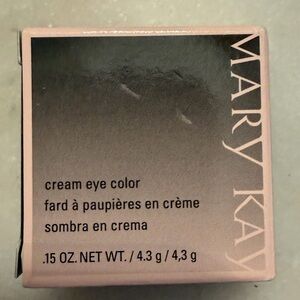 MARY KAY
cream eye color
fard à paupières en crème
sombra en crema
.15 OZ. NET WT. / 4.3 g / 4,3 g